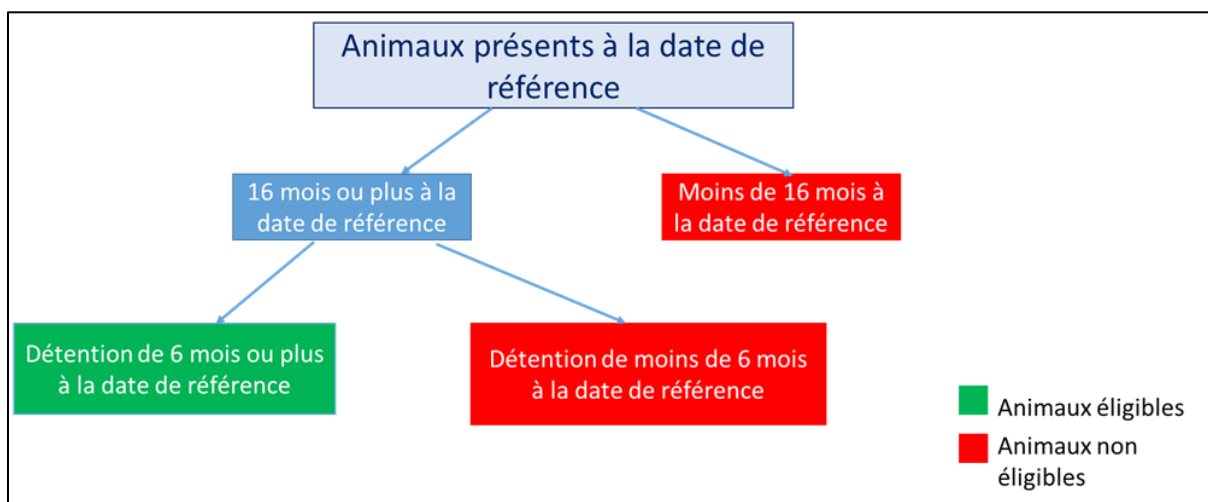 Animaux présents à la date de
référence
16 mois ou plus à la
date de référence
Moins de 16 mois à
la date de référence
Détention de 6 mois ou plus
à la date de référence
Détention de moins de 6 mois
à la date de référence
Animaux éligibles
Animaux non
éligibles